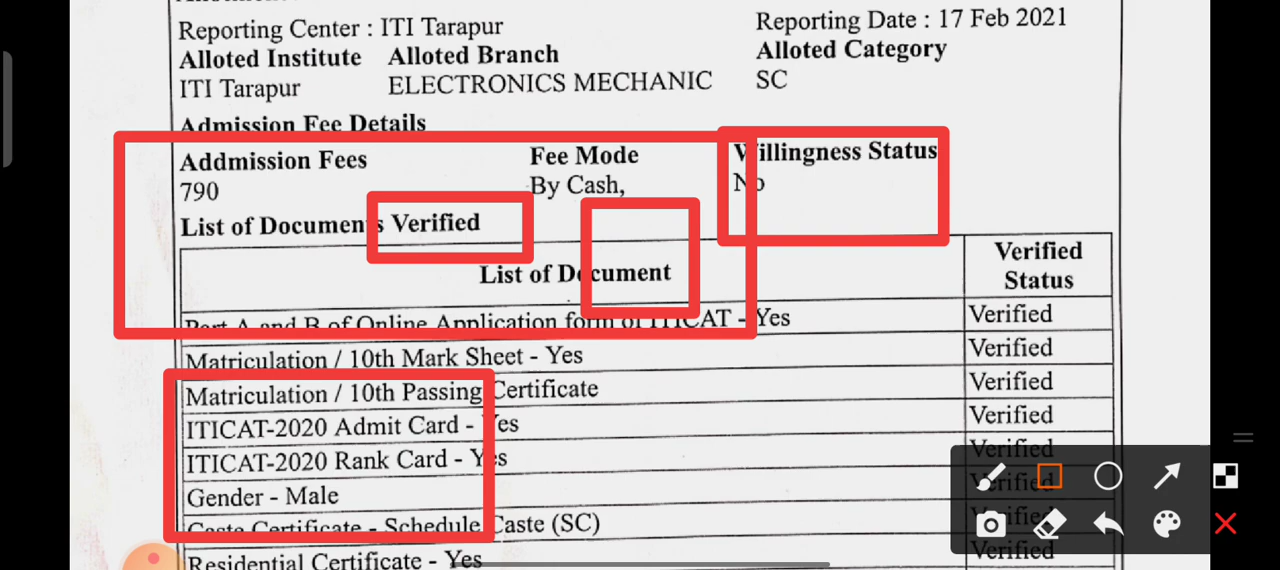 Reporting Center : ITI Tarapur
Reporting Date : 17 Feb 2021
Alloted Institute Alloted Branch Alloted Category
ITI Tarapur ELECTRONICS MECHANIC SC
Admission Fee Details
Addmission Fees Fee Mode Willingness Status
790 By Cash, No
List of Documents Verified
List of Document Verified Status
Part A and B of Online Application form of ITICAT - Yes Verified
Matriculation / 10th Mark Sheet - Yes Verified
Matriculation / 10th Passing Certificate Verified
ITICAT-2020 Admit Card - Yes Verified
ITICAT-2020 Rank Card - Yes Verified
Gender - Male Verified
Caste Certificate - Schedule Caste (SC) Verified
Residential Certificate - Yes Verified